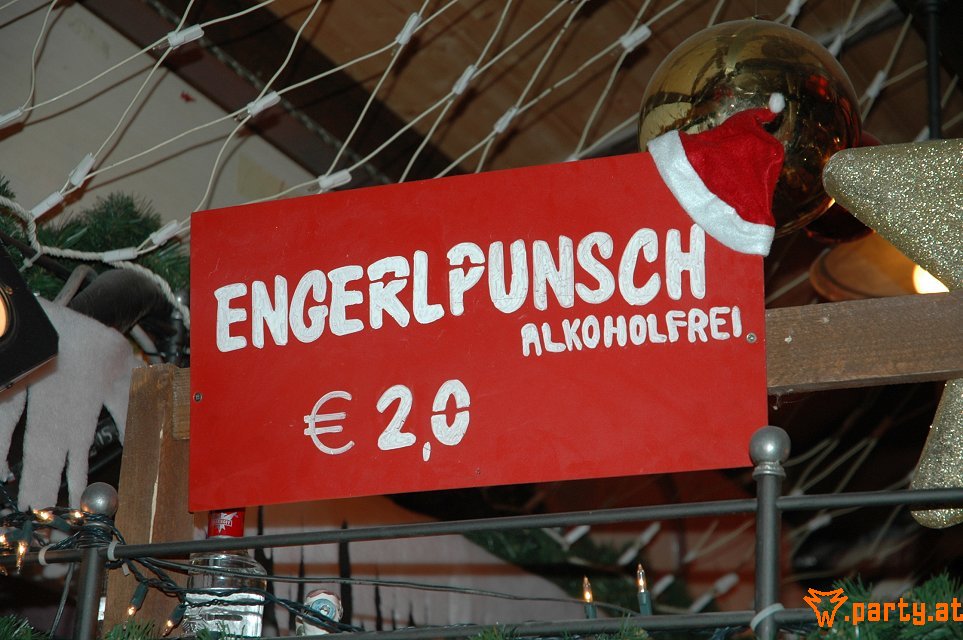 ENGERLPUNSCH
ALKOHOLFREI
€ 2,0
party.at